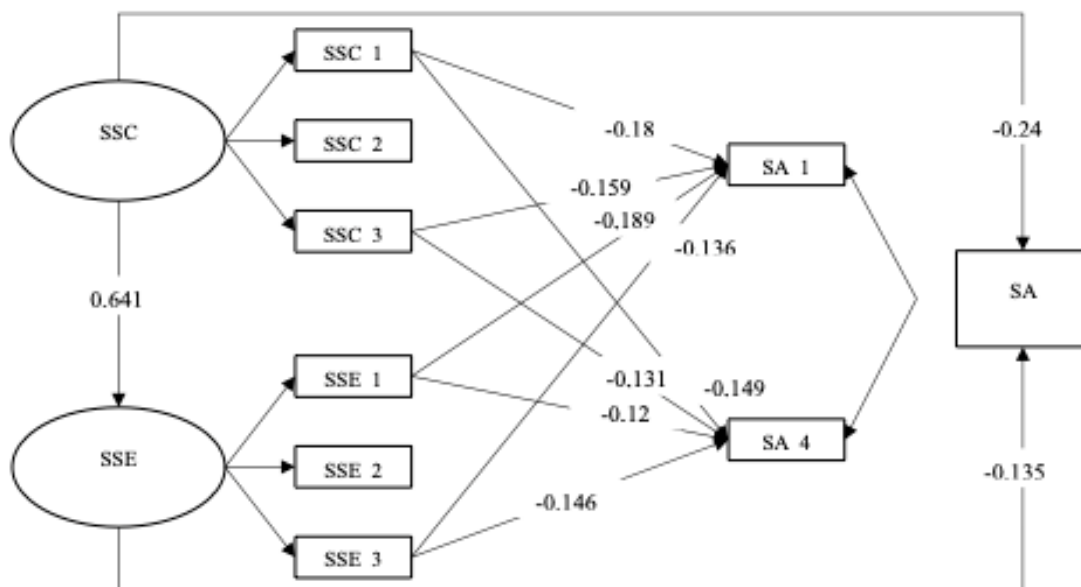 SSC
SSC 1
SSC 2
SSC 3
-0.18
-0.159
-0.189
-0.136
SA 1
-0.24
0.641
SA
SSE
SSE 1
SSE 2
SSE 3
-0.131
-0.149
-0.12
-0.146
SA 4
-0.135